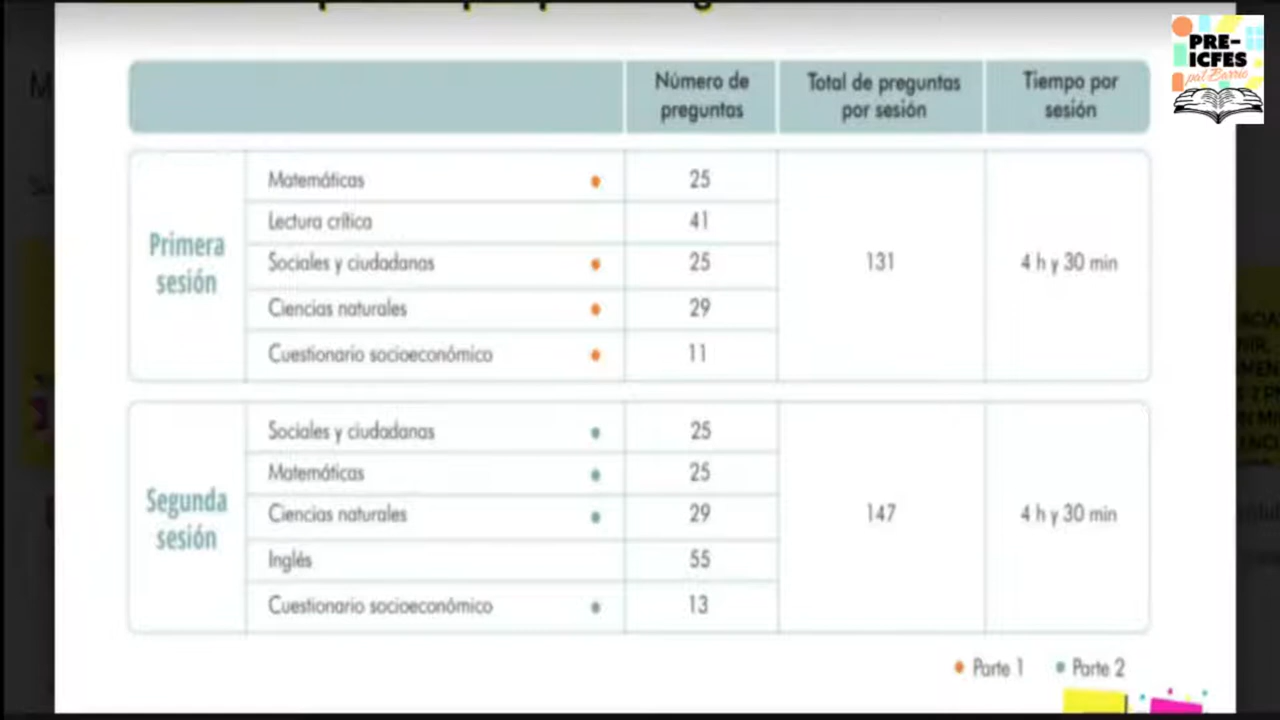 PRE-
ICFES
pal Barrio
Número de preguntas
Total de preguntas por sesión
Tiempo por sesión
Primera sesión
Matemáticas 25
Lectura crítica 41
Sociales y ciudadanas 25
Ciencias naturales 29
Cuestionario socioeconómico 11
131
4 h y 30 min
Segunda sesión
Sociales y ciudadanas 25
Matemáticas 25
Ciencias naturales 29
Inglés 55
Cuestionario socioeconómico 13
147
4 h y 30 min
Parte 1
Parte 2